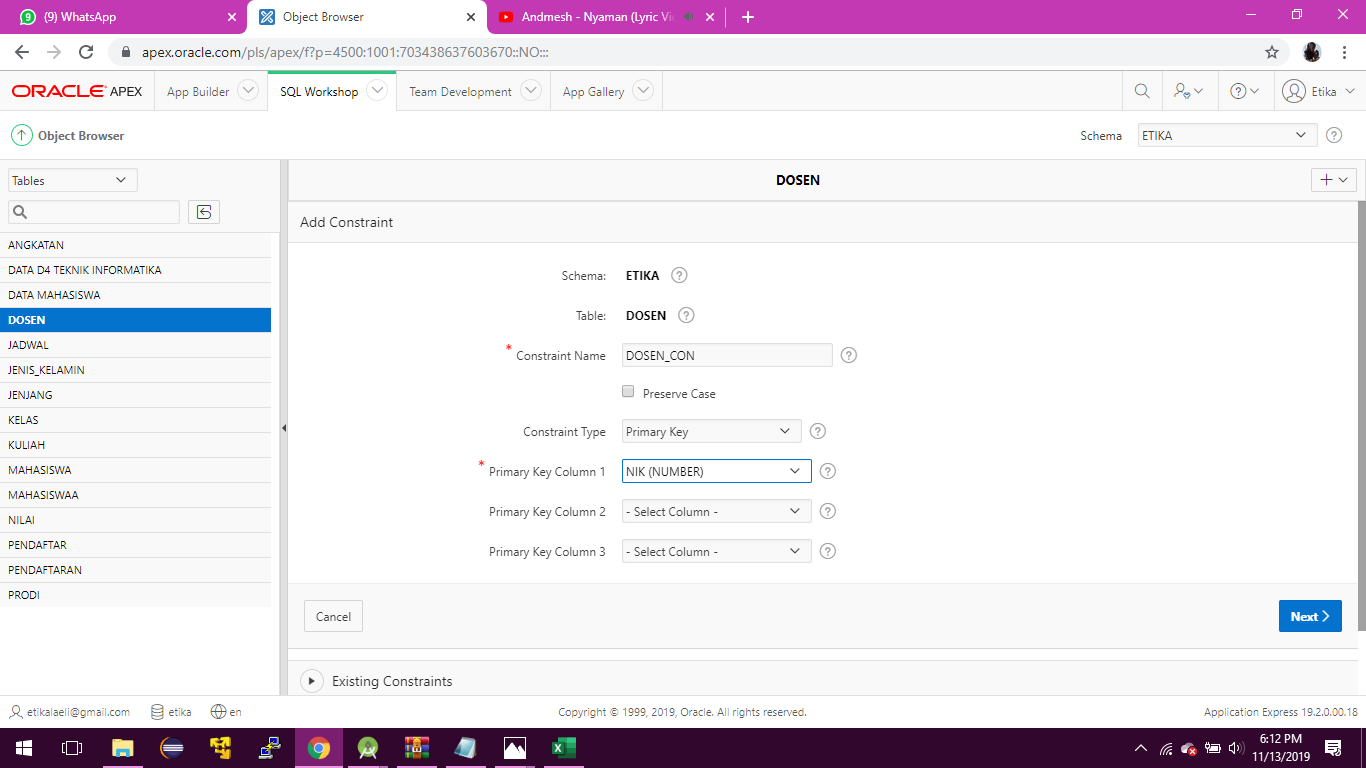 (9) WhatsApp
Object Browser
Andmesh - Nyaman (Lyric Vi
apex.oracle.com/pls/apex/f?p=4500:1001:703438637603670::NO:::
ORACLE APEX
App Builder
SQL Workshop
Team Development
App Gallery
Etika
Object Browser
Schema
ETIKA
Tables
DOSEN
Add Constraint
ANGKATAN
DATA D4 TEKNIK INFORMATIKA
DATA MAHASISWA
DOSEN
JADWAL
JENIS_KELAMIN
JENJANG
KELAS
KULIAH
MAHASISWA
MAHASISWAA
NILAI
PENDAFTAR
PENDAFTARAN
PRODI
Schema: ETIKA ?
Table: DOSEN ?
* Constraint Name DOSEN_CON ?
Preserve Case
Constraint Type Primary Key ?
* Primary Key Column 1 NIK (NUMBER) ?
Primary Key Column 2 - Select Column - ?
Primary Key Column 3 - Select Column - ?
Cancel
Next
Existing Constraints
etikalaeli@gmail.com
etika
en
Copyright © 1999, 2019, Oracle. All rights reserved.
Application Express 19.2.0.00.18
6:12 PM
11/13/2019